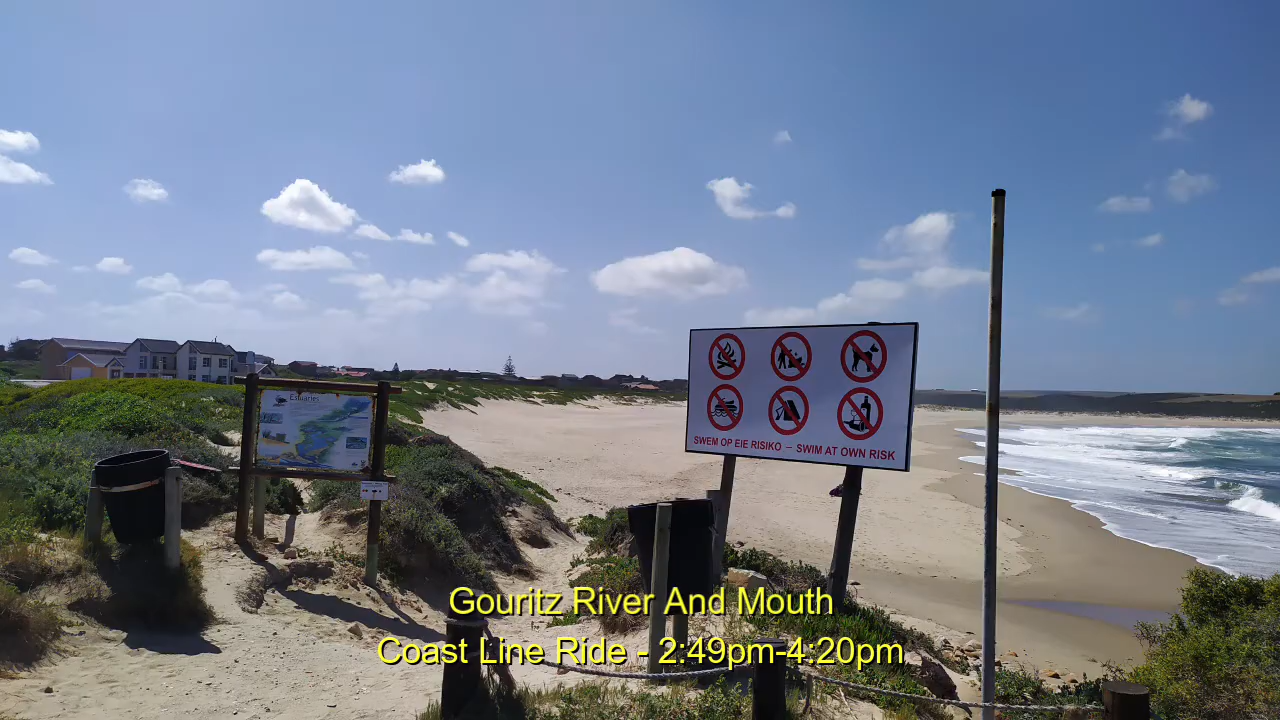 Estuaries
SWEM OP EIE RISIKO – SWIM AT OWN RISK
Gouritz River And Mouth
Coast Line Ride - 2:49pm-4:20pm